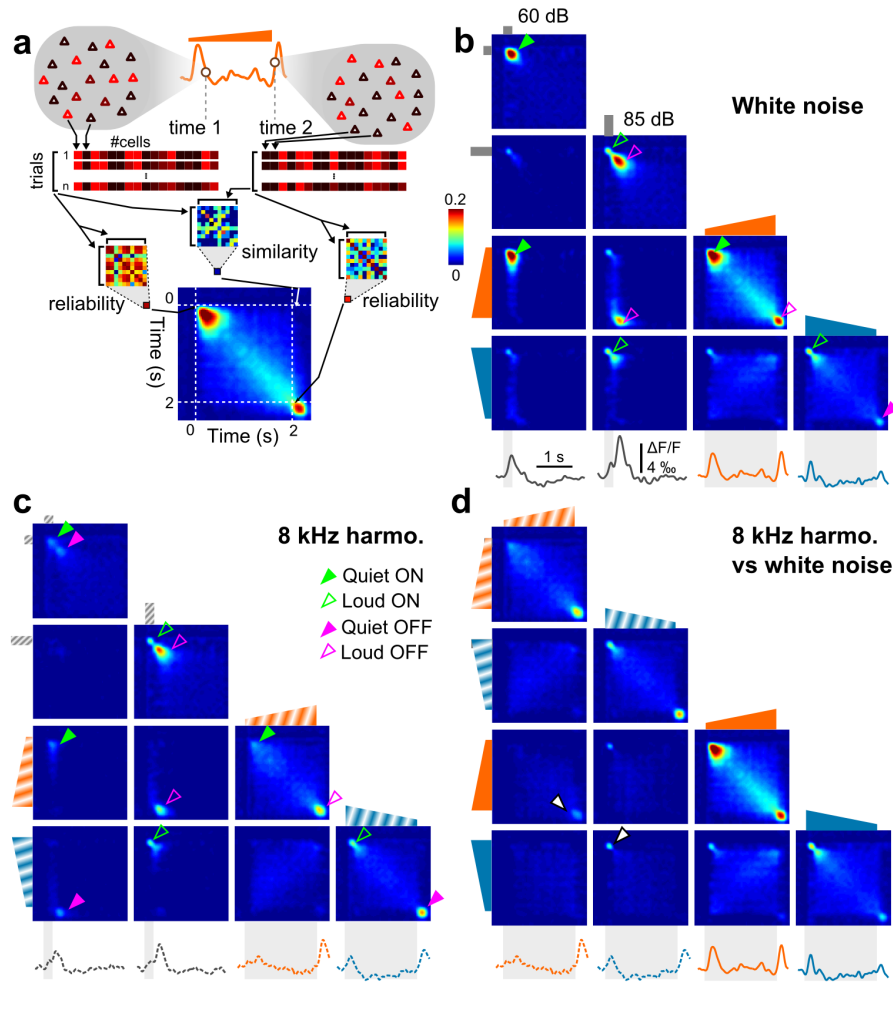 a
time 1
time 2
#cells
trials
1
n
similarity
reliability
reliability
0
Time (s)
2
0
2
Time (s)
b
60 dB
White noise
85 dB
0.2
0
1 s
ΔF/F
4 ‰
c
8 kHz harmo.
Quiet ON
Loud ON
Quiet OFF
Loud OFF
d
8 kHz harmo.
vs white noise